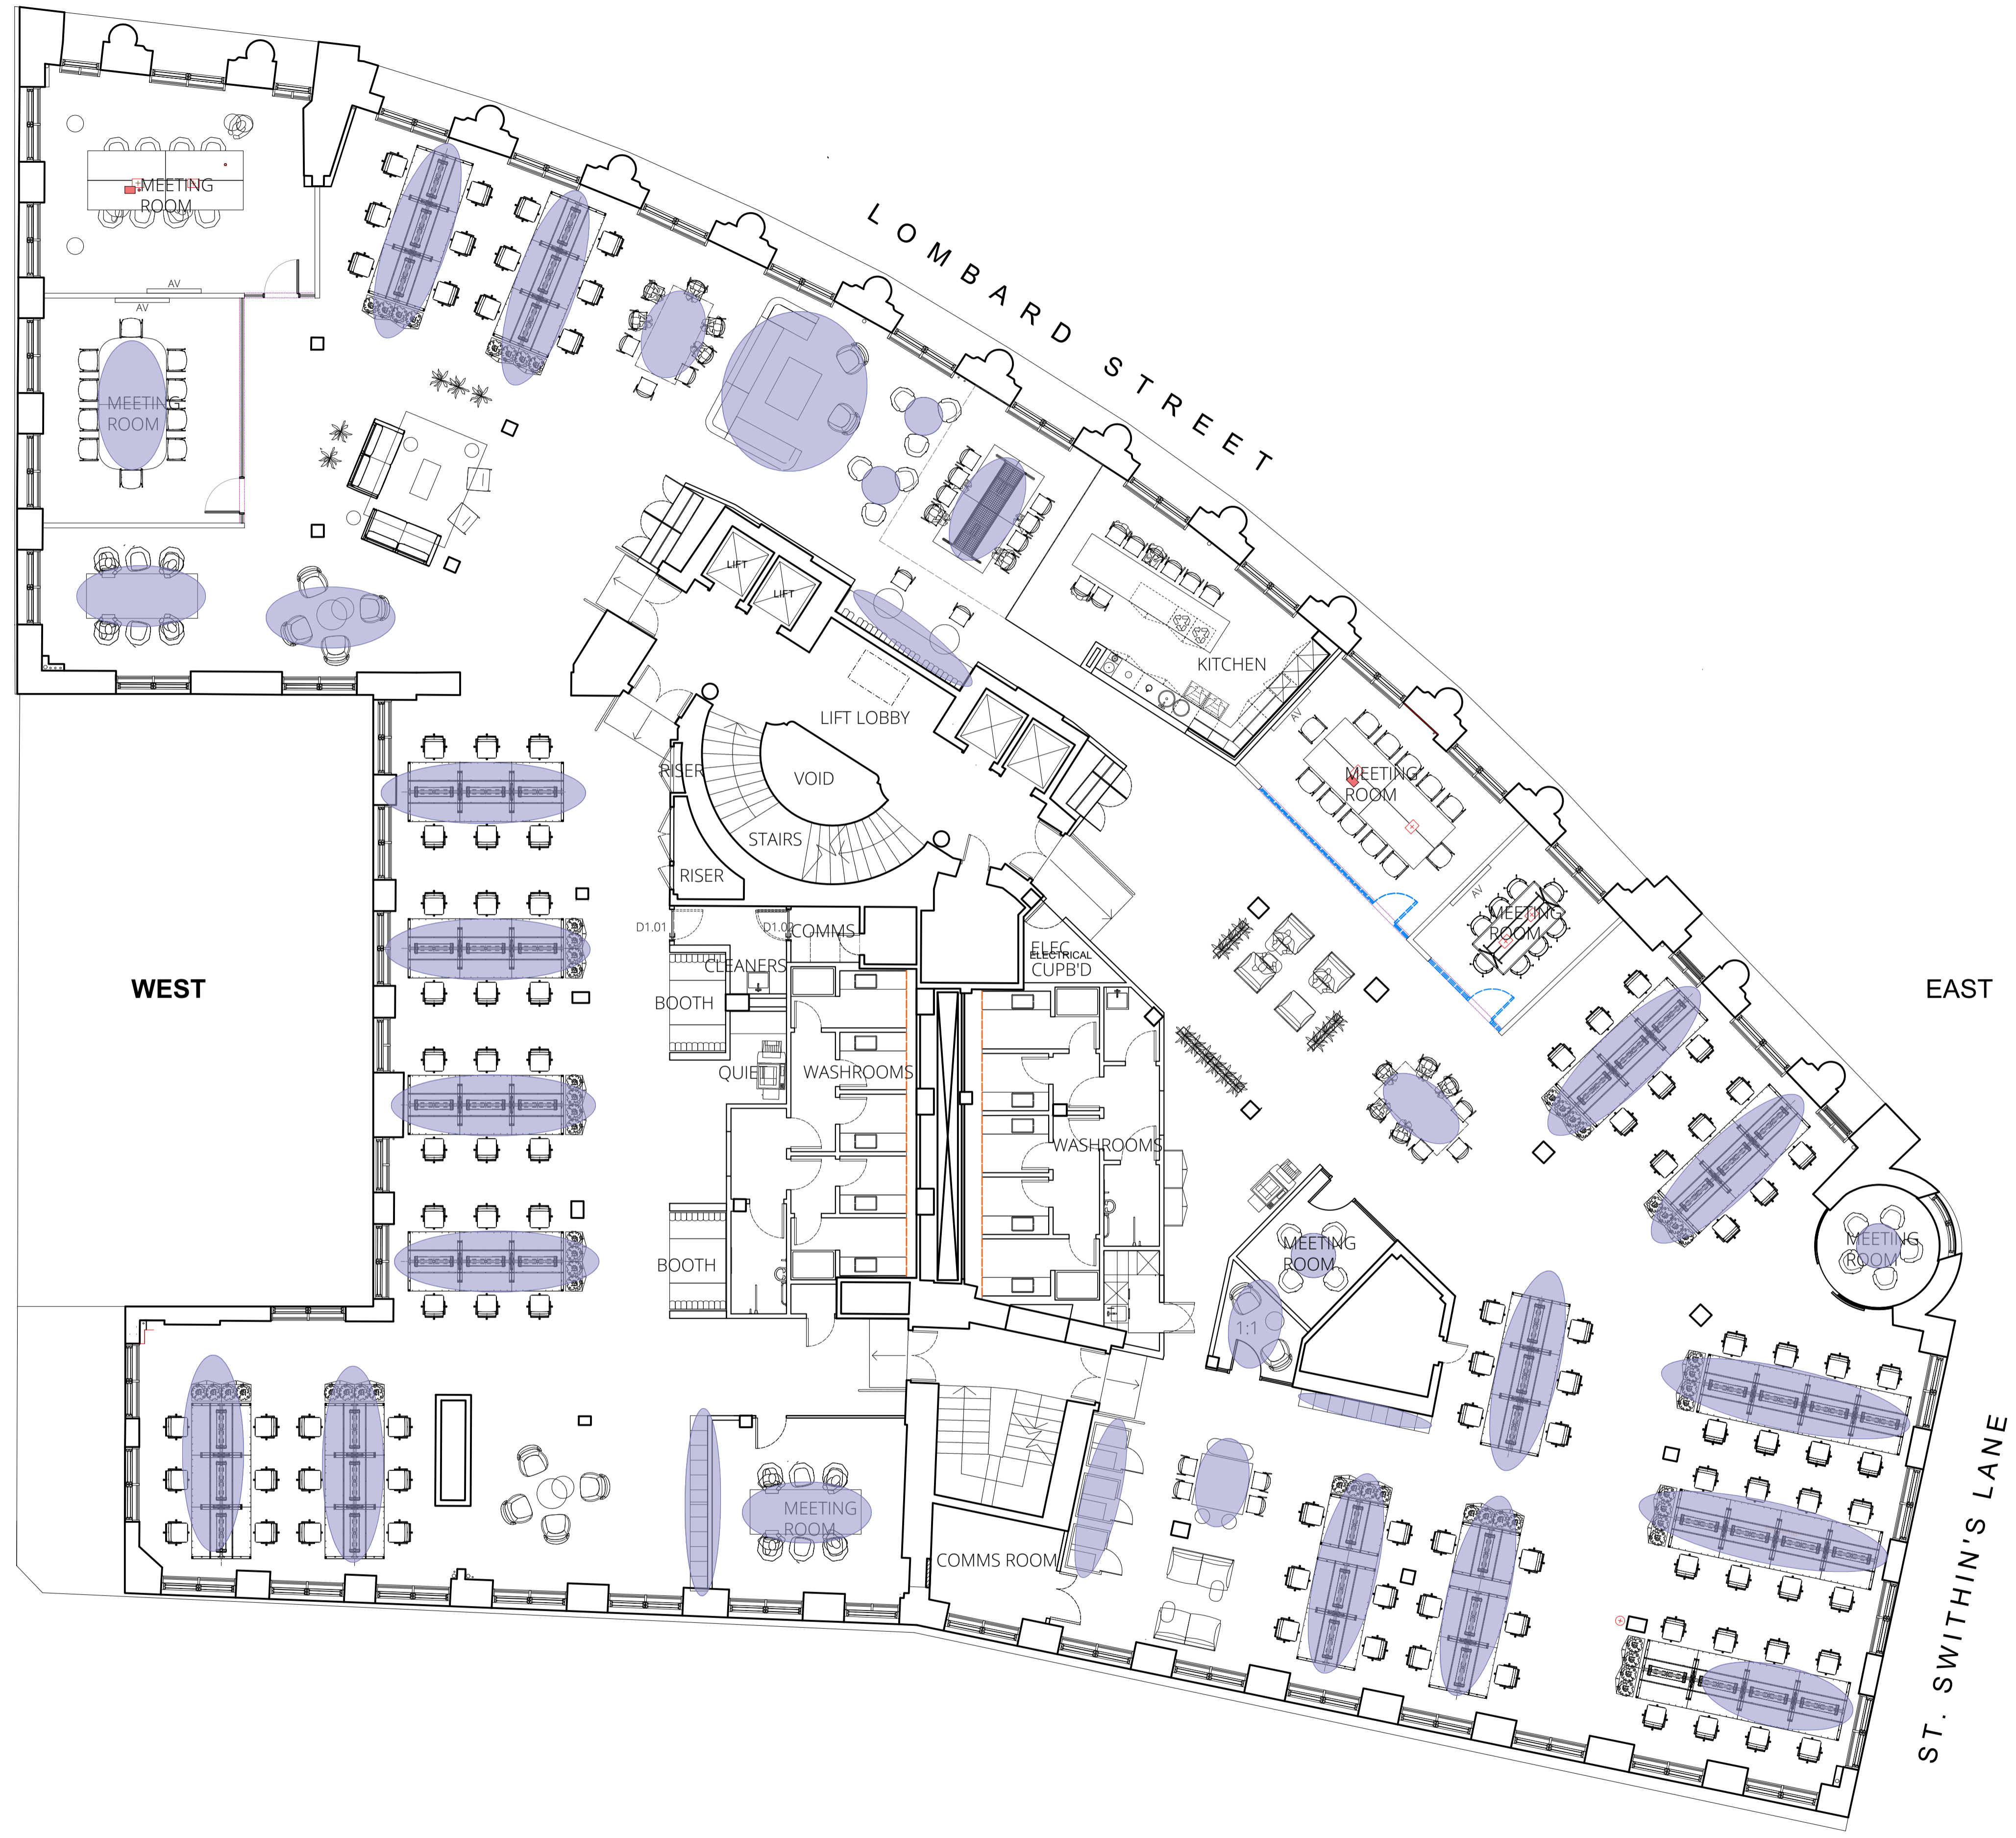 LOMBARD STREET
MEETING
ROOM
AV
AV
MEETING
ROOM
LIFT
LIFT
KITCHEN
LIFT LOBBY
RISER
VOID
AV
MEETING
ROOM
STAIRS
RISER
AV
MEETING
ROOM
D1.01
D1.02
COMMS
ELEC
ELECTRICAL
CUPB'D
CLEANERS
WEST
EAST
BOOTH
QUIE
WASHROOMS
WASHROOMS
MEETING
ROOM
MEETING
ROOM
BOOTH
1:1
MEETING
ROOM
COMMS ROOM
ST. SWITHIN'S LANE